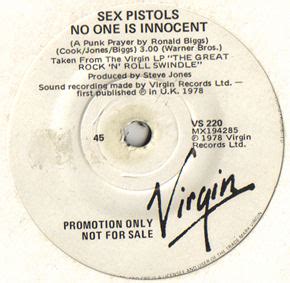 SEX PISTOLS
NO ONE IS INNOCENT
(A Punk Prayer by Ronald Biggs)
(Cook/Jones/Biggs) 3.00 (Warner Bros.)
Taken From The Virgin LP "THE GREAT
ROCK 'N' ROLL SWINDLE"
Produced by Steve Jones
Sound recording made by Virgin Records Ltd. —
first published ℗ in U.K. 1978
45
VS 220
MX194285
℗ 1978 Virgin
Records Ltd.
Virgin
PROMOTION ONLY
NOT FOR SALE